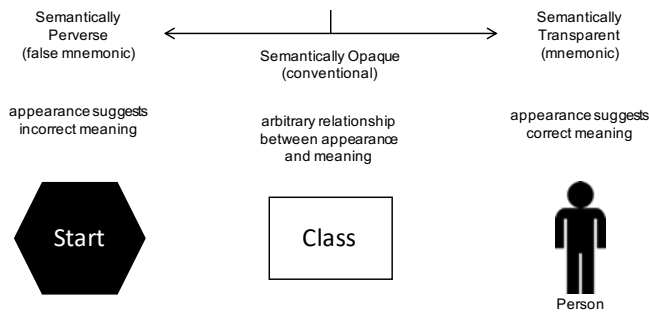 Semantically
Perverse
(false mnemonic)
Semantically Opaque
(conventional)
Semantically
Transparent
(mnemonic)
appearance suggests
incorrect meaning
arbitrary relationship
between appearance
and meaning
appearance suggests
correct meaning
Start
Class
Person